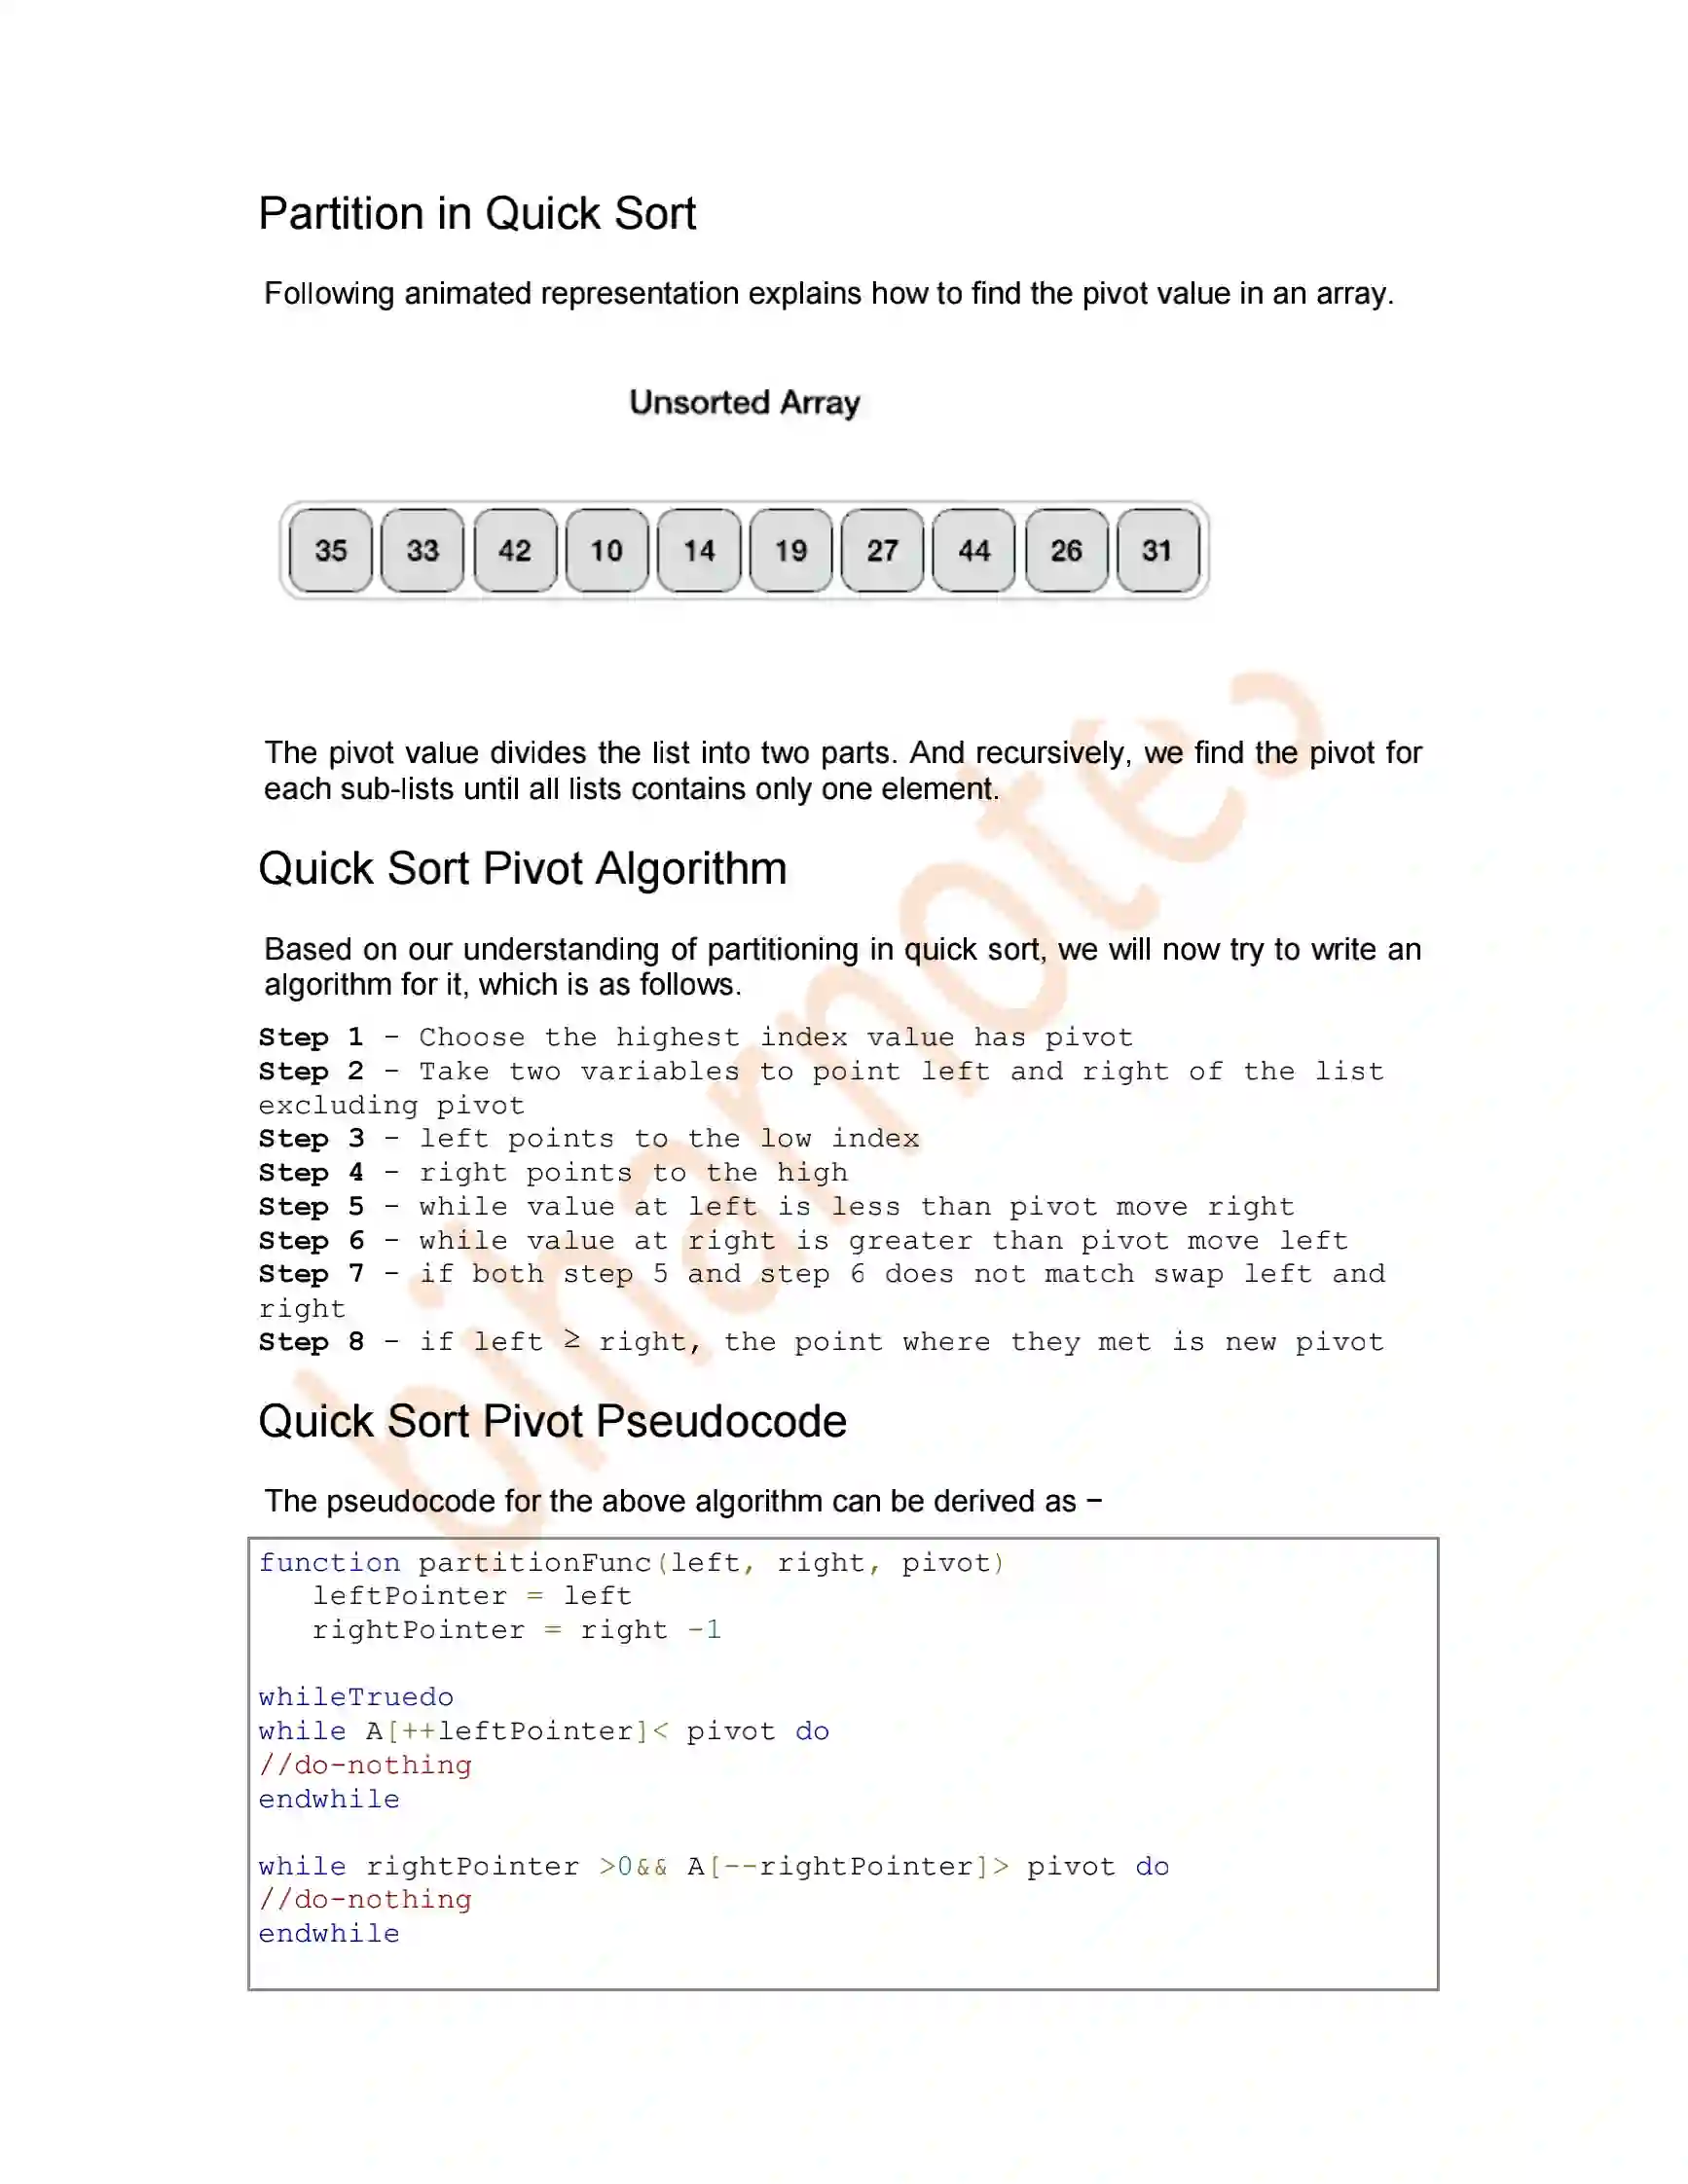 Partition in Quick Sort
Following animated representation explains how to find the pivot value in an array.
Unsorted Array
35 33 42 10 14 19 27 44 26 31
The pivot value divides the list into two parts. And recursively, we find the pivot for
each sub-lists until all lists contains only one element.
Quick Sort Pivot Algorithm
Based on our understanding of partitioning in quick sort, we will now try to write an
algorithm for it, which is as follows.
Step 1 − Choose the highest index value has pivot
Step 2 − Take two variables to point left and right of the list
excluding pivot
Step 3 − left points to the low index
Step 4 − right points to the high
Step 5 − while value at left is less than pivot move right
Step 6 − while value at right is greater than pivot move left
Step 7 − if both step 5 and step 6 does not match swap left and
right
Step 8 − if left ≥ right, the point where they met is new pivot
Quick Sort Pivot Pseudocode
The pseudocode for the above algorithm can be derived as −
function partitionFunc(left, right, pivot)
leftPointer = left
rightPointer = right -1
whileTruedo
while A[++leftPointer]< pivot do
//do-nothing
endwhile
while rightPointer >0&& A[--rightPointer]> pivot do
//do-nothing
endwhile
biharnotes